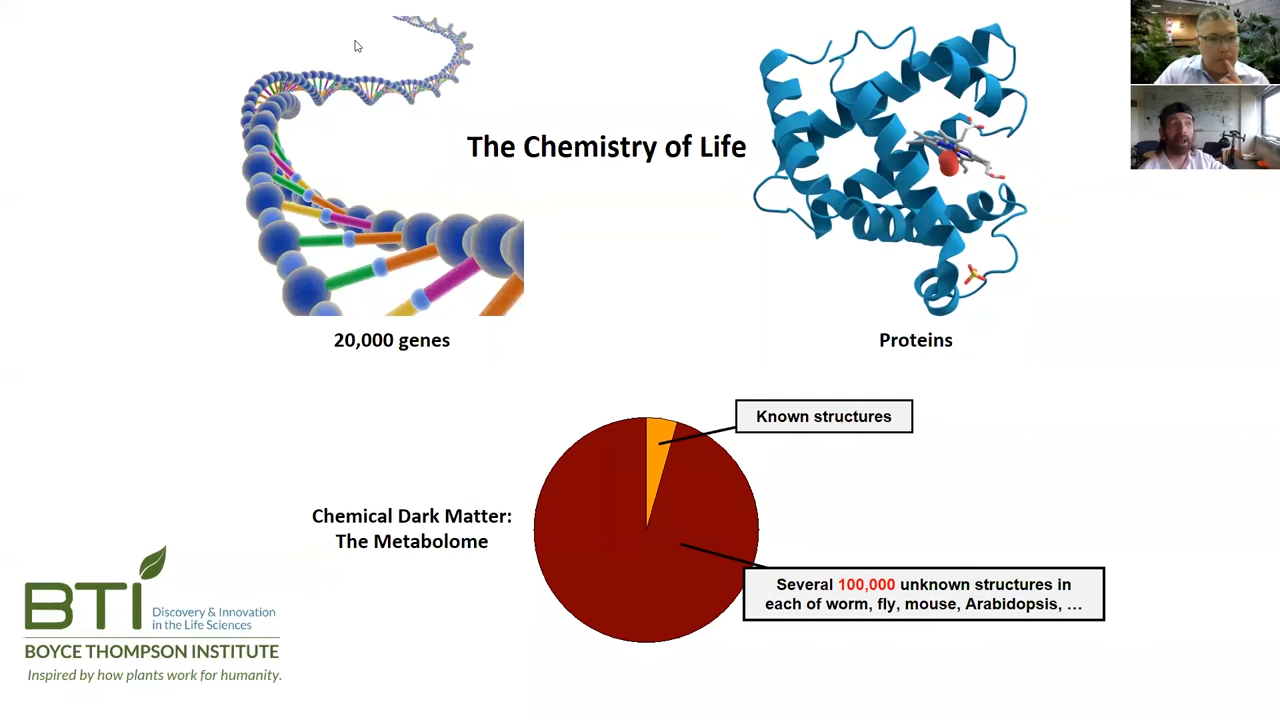 The Chemistry of Life
20,000 genes
Proteins
Known structures
Chemical Dark Matter:
The Metabolome
Several 100,000 unknown structures in
each of worm, fly, mouse, Arabidopsis, …
BTI
Discovery & Innovation
in the Life Sciences
BOYCE THOMPSON INSTITUTE
Inspired by how plants work for humanity.